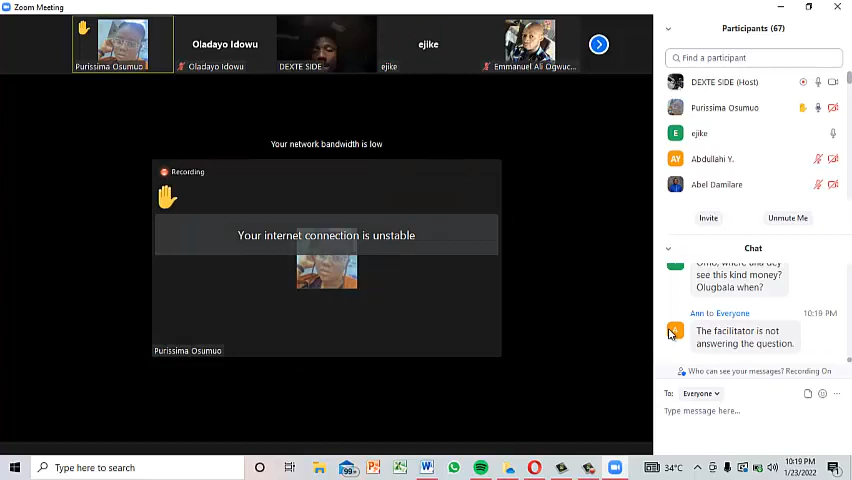 Zoom Meeting
Participants (67)
Oladayo Idowu
ejike
Purissima Osumuo
Oladayo Idowu
DEXTE SIDE
ejike
Emmanuel Ali Ogwuc...
Find a participant
DEXTE SIDE (Host)
Purissima Osumuo
E
ejike
AY
Abdullahi Y.
Abel Damilare
Invite
Unmute Me
Your network bandwidth is low
Recording
Your internet connection is unstable
Purissima Osumuo
Chat
Omo, where and dey
see this kind money?
Olugbala when?
Ann to Everyone
10:19 PM
The facilitator is not
answering the question.
Who can see your messages? Recording On
To:
Everyone
Type message here...
Type here to search
99+
34°C
10:19 PM
1/23/2022